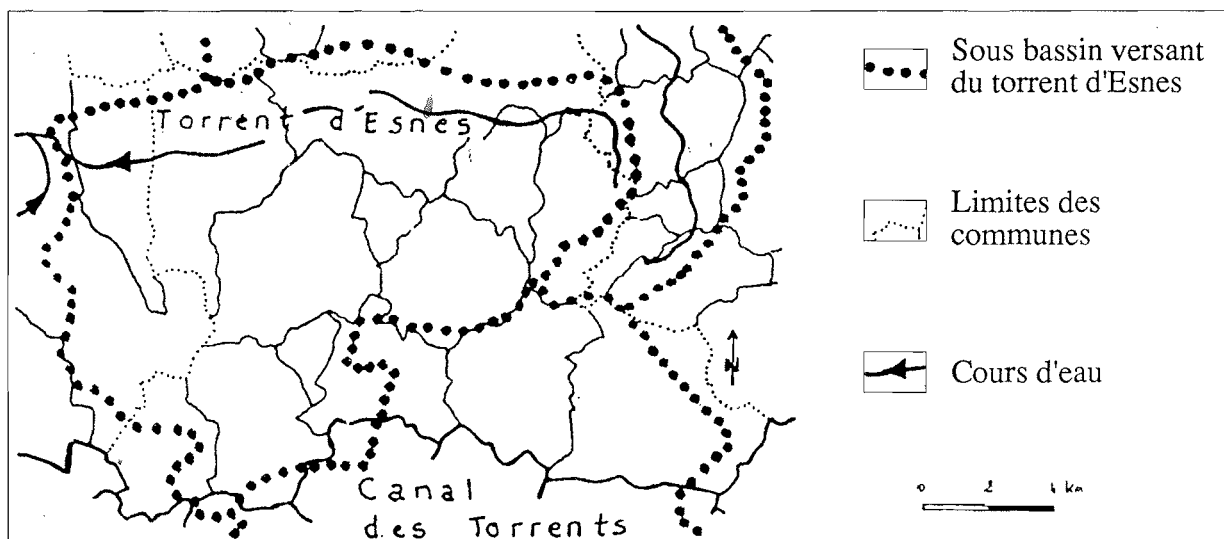 Torrent d'Esnes
Canal
des Torrents
Sous bassin versant
du torrent d'Esnes
Limites des
communes
N
Cours d'eau
0 2 4 Km